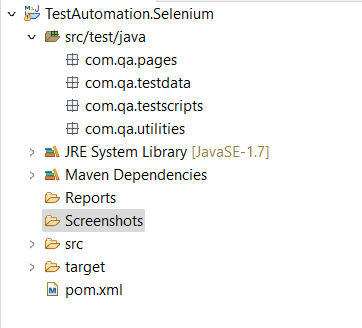 TestAutomation.Selenium
src/test/java
com.qa.pages
com.qa.testdata
com.qa.testscripts
com.qa.utilities
JRE System Library [JavaSE-1.7]
Maven Dependencies
Reports
Screenshots
src
target
pom.xml